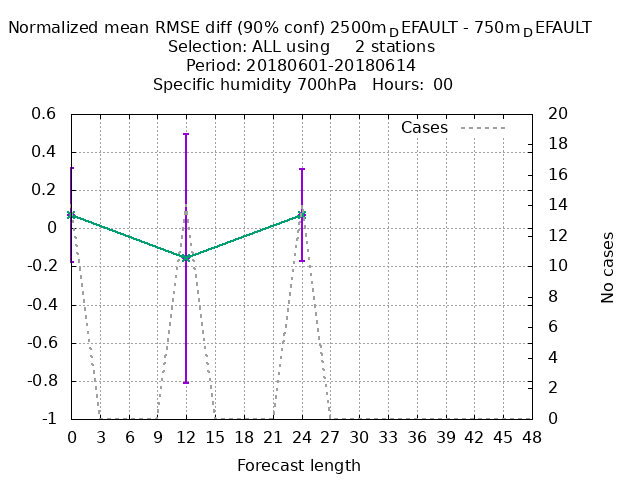 Normalized mean RMSE diff (90% conf) 2500m_DEFAULT - 750m_DEFAULT
Selection: ALL using 2 stations
Period: 20180601-20180614
Specific humidity 700hPa Hours: 00
Cases
0.6
0.4
0.2
0
-0.2
-0.4
-0.6
-0.8
-1
20
18
16
14
12
10
8
6
4
2
0
No cases
0 3 6 9 12 15 18 21 24 27 30 33 36 39 42 45 48
Forecast length